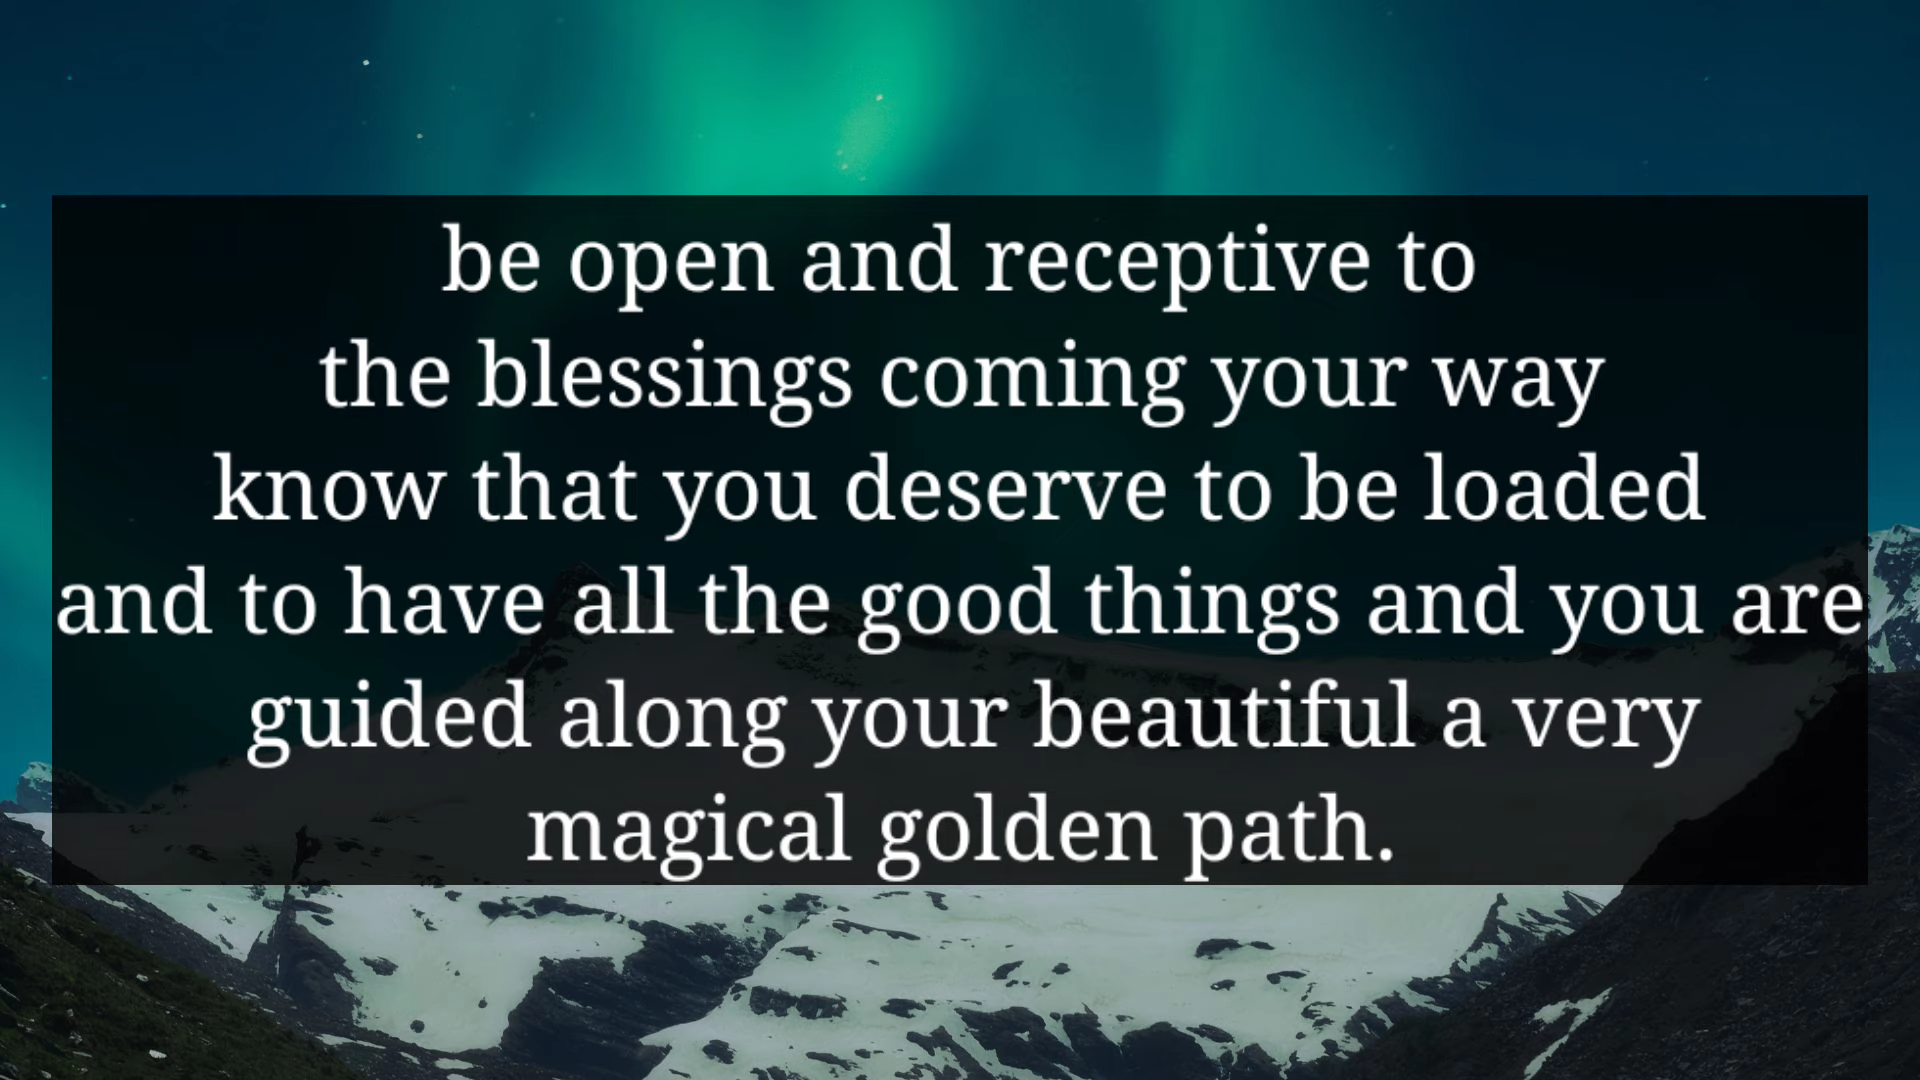 be open and receptive to
the blessings coming your way
know that you deserve to be loaded
and to have all the good things and you are
guided along your beautiful a very
magical golden path.